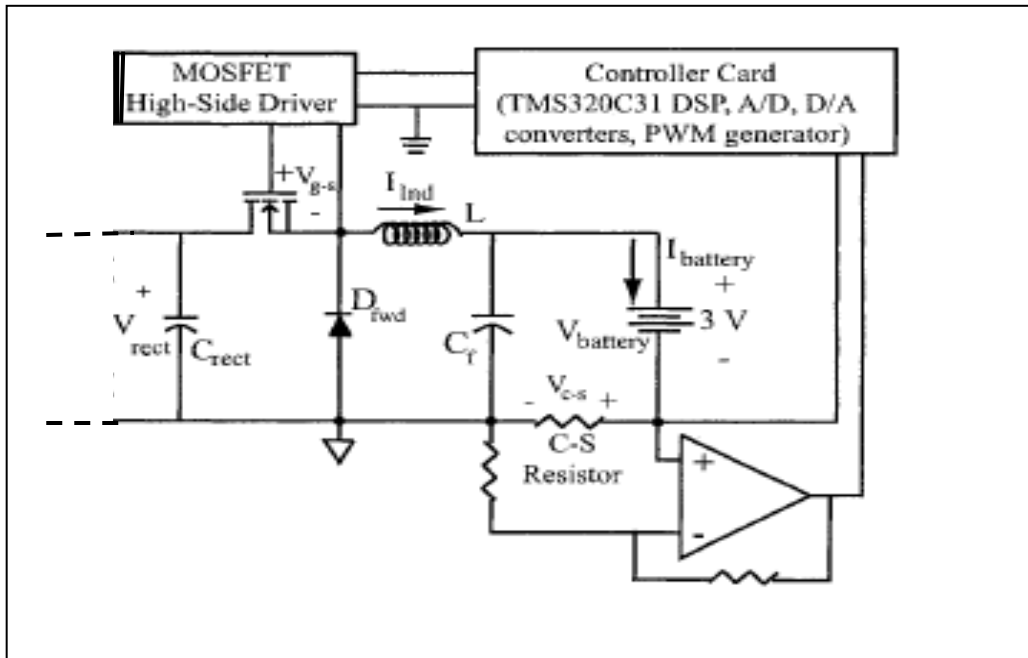 MOSFET
High-Side Driver
Controller Card
(TMS320C31 DSP, A/D, D/A
converters, PWM generator)
+
V g-s
-
I Ind
L
I battery
+
V rect
C rect
D fwd
C f
V battery
+
3 V
-
- V c-s +
C-S
Resistor
+
-